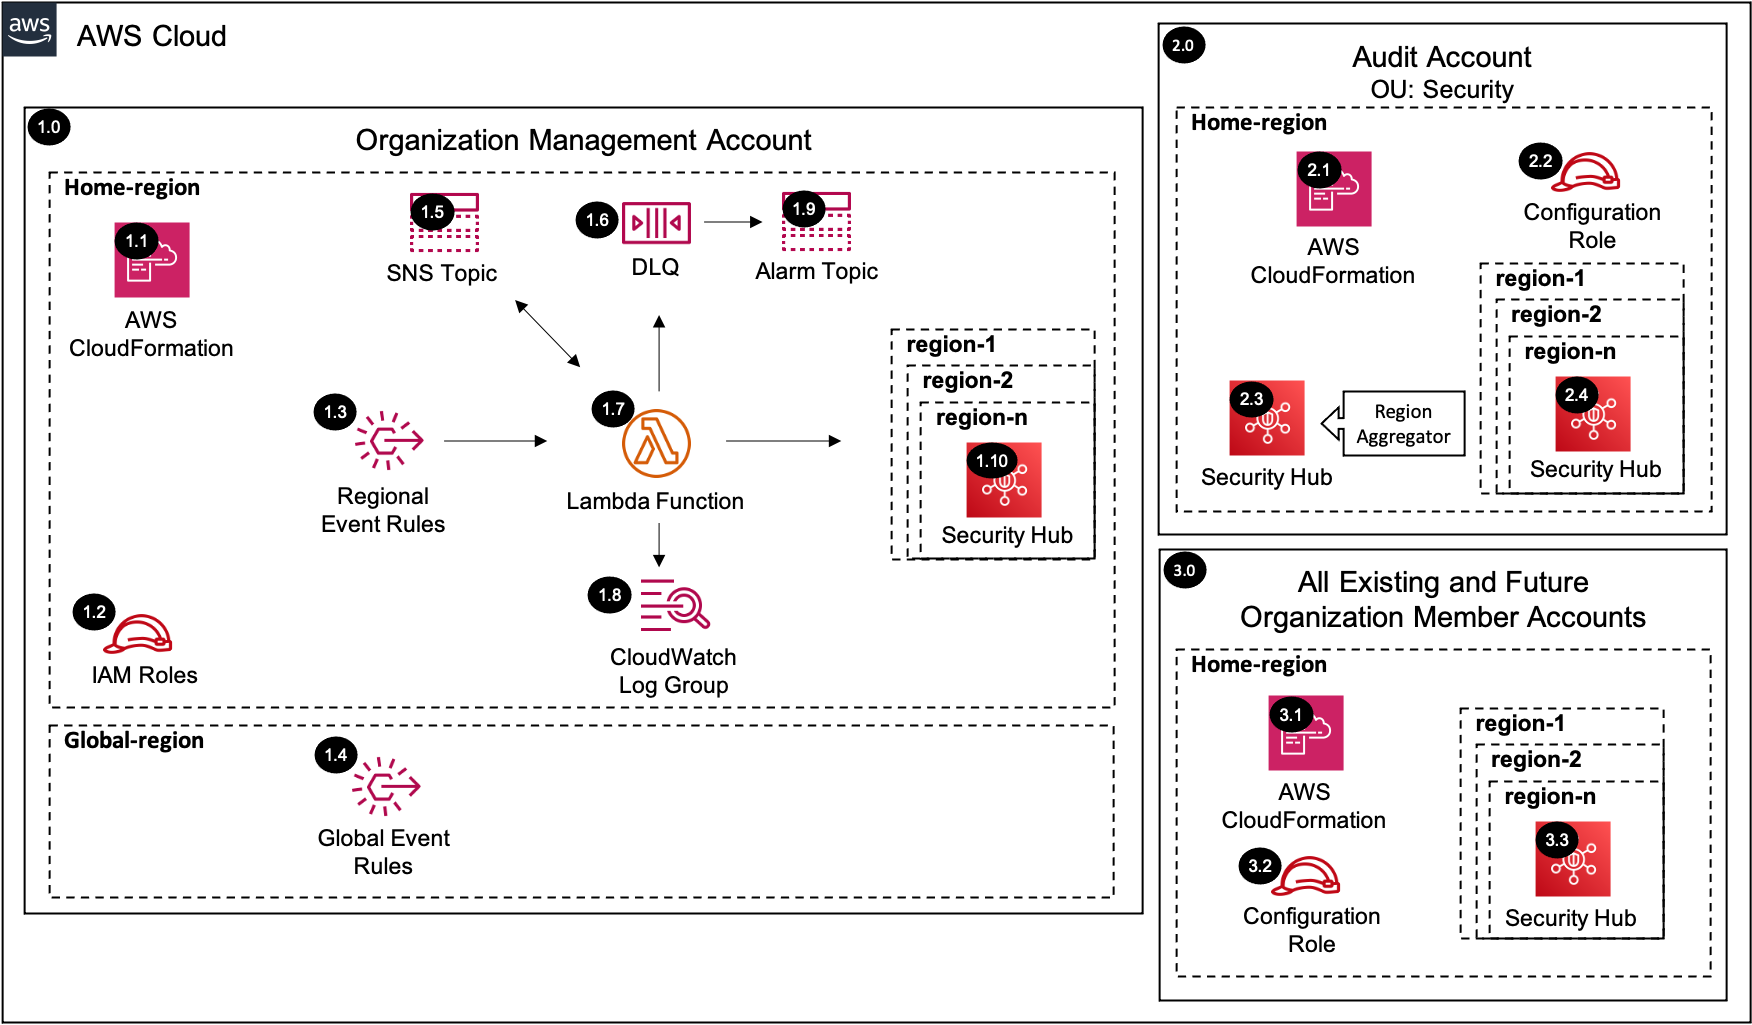 aws
AWS Cloud
1.0
Organization Management Account
Home-region
1.1
AWS
CloudFormation
1.5
SNS Topic
1.6
DLQ
1.9
Alarm Topic
1.3
Regional
Event Rules
1.7
Lambda Function
region-1
region-2
region-n
1.10
Security Hub
1.2
IAM Roles
1.8
CloudWatch
Log Group
Global-region
1.4
Global Event
Rules
2.0
Audit Account
OU: Security
Home-region
2.1
AWS
CloudFormation
2.2
Configuration
Role
region-1
region-2
region-n
2.3
Security Hub
Region
Aggregator
2.4
Security Hub
3.0
All Existing and Future
Organization Member Accounts
Home-region
3.1
AWS
CloudFormation
3.2
Configuration
Role
region-1
region-2
region-n
3.3
Security Hub